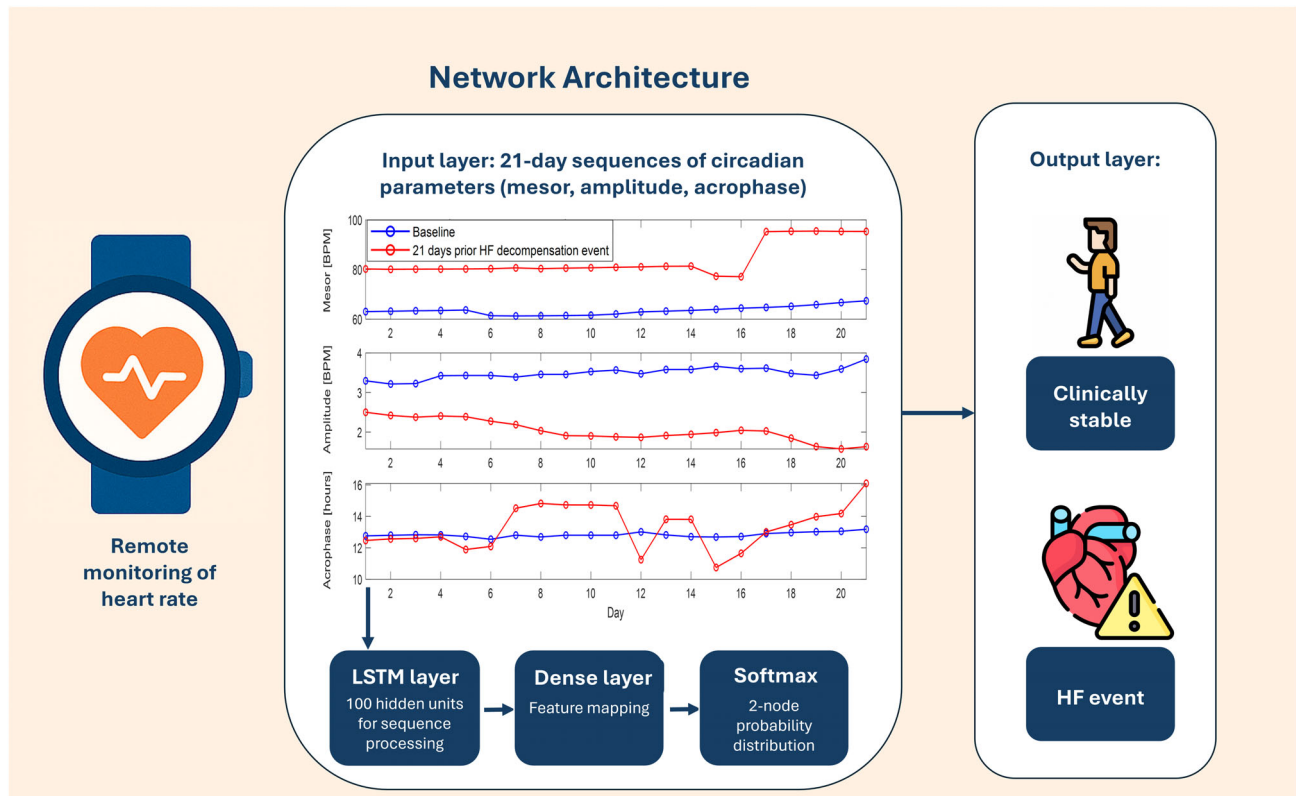 Network Architecture
Remote
monitoring of
heart rate
Input layer: 21-day sequences of circadian
parameters (mesor, amplitude, acrophase)
Mesor [BPM]
100
80
60
Baseline
21 days prior HF decompensation event
2 4 6 8 10 12 14 16 18 20
Amplitude [BPM]
4
3
2
2 4 6 8 10 12 14 16 18 20
Acrophase [hours]
16
14
12
10
2 4 6 8 10 12 14 16 18 20
Day
LSTM layer
100 hidden units
for sequence
processing
Dense layer
Feature mapping
Softmax
2-node
probability
distribution
Output layer:
Clinically
stable
HF event